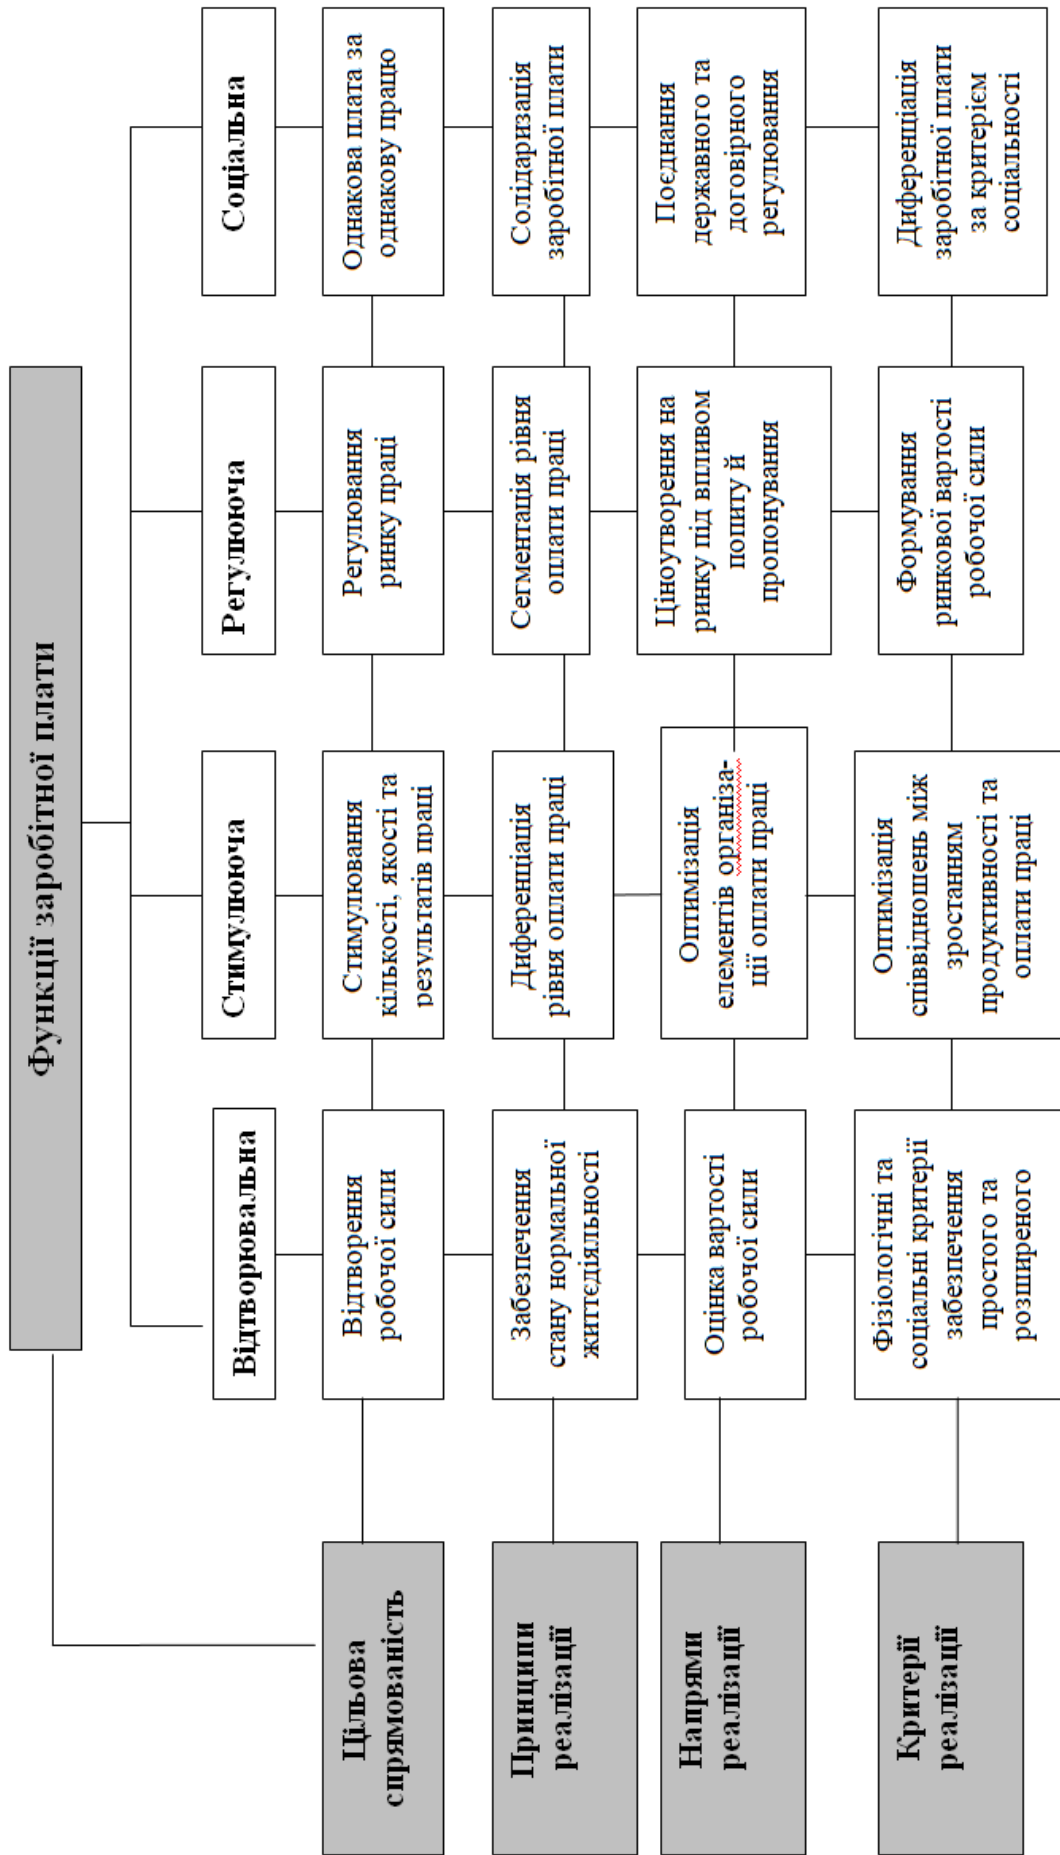 Функції заробітної плати
Відтворювальна
Стимулююча
Регулююча
Соціальна
Цільова
спрямованість
Відтворення
робочої сили
Стимулювання
кількості, якості та
результатів праці
Регулювання
ринку праці
Однакова плата за
однакову працю
Принципи
реалізації
Забезпечення
стану нормальної
життєдіяльності
Диференціація
рівня оплати праці
Сегментація рівня
оплати праці
Солідаризація
заробітної плати
Напрями
реалізації
Оцінка вартості
робочої сили
Оптимізація
елементів організа-
ції оплати праці
Ціноутворення на
ринку під впливом
попиту й
пропонування
Поєднання
державного та
договірного
регулювання
Критерії
реалізації
Фізіологічні та
соціальні критерії
забезпечення
простого та
розширеного
Оптимізація
співвідношень між
зростанням
продуктивності та
оплати праці
Формування
ринкової вартості
робочої сили
Диференціація
заробітної плати
за критерієм
соціальності